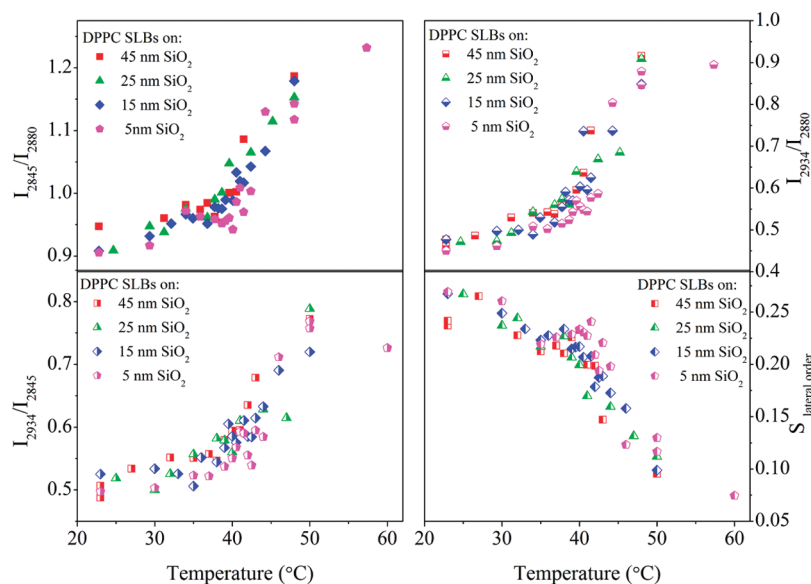 DPPC SLBs on:
45 nm SiO2
25 nm SiO2
15 nm SiO2
5nm SiO2
1.2
1.1
1.0
0.9
I2845/I2880
DPPC SLBs on:
45 nm SiO2
25 nm SiO2
15 nm SiO2
5 nm SiO2
1.0
0.9
0.8
0.7
0.6
0.5
0.4
I2934/I2880
DPPC SLBs on:
45 nm SiO2
25 nm SiO2
15 nm SiO2
5 nm SiO2
0.8
0.7
0.6
0.5
I2934/I2845
20 30 40 50 60
Temperature (°C)
DPPC SLBs on:
45 nm SiO2
25 nm SiO2
15 nm SiO2
5 nm SiO2
0.25
0.20
0.15
0.10
0.05
S lateral order
20 30 40 50 60
Temperature (°C)